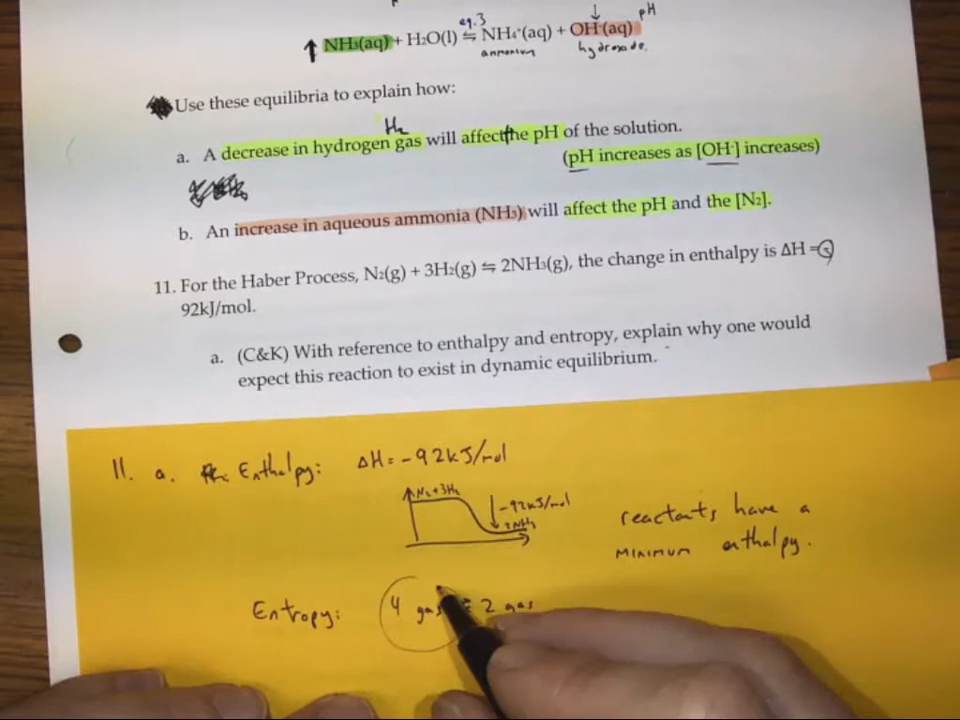 pH
eq.3
NH₃(aq) + H₂O(l) ⇋ NH₄⁺(aq) + OH⁻(aq)
ammonium hydroxide.
Use these equilibria to explain how:
H₂
a. A decrease in hydrogen gas will affect the pH of the solution.
(pH increases as [OH⁻] increases)
b. An increase in aqueous ammonia (NH₃) will affect the pH and the [N₂].
11. For the Haber Process, N₂(g) + 3H₂(g) ⇋ 2NH₃(g), the change in enthalpy is ΔH = -
92kJ/mol.
a. (C&K) With reference to enthalpy and entropy, explain why one would
expect this reaction to exist in dynamic equilibrium.
11. a. Enthalpy: ΔH = -92kJ/mol
N₂+3H₂
-92kJ/mol
2NH₃
reactants have a
minimum enthalpy.
Entropy: 4 gas ⇋ 2 gas